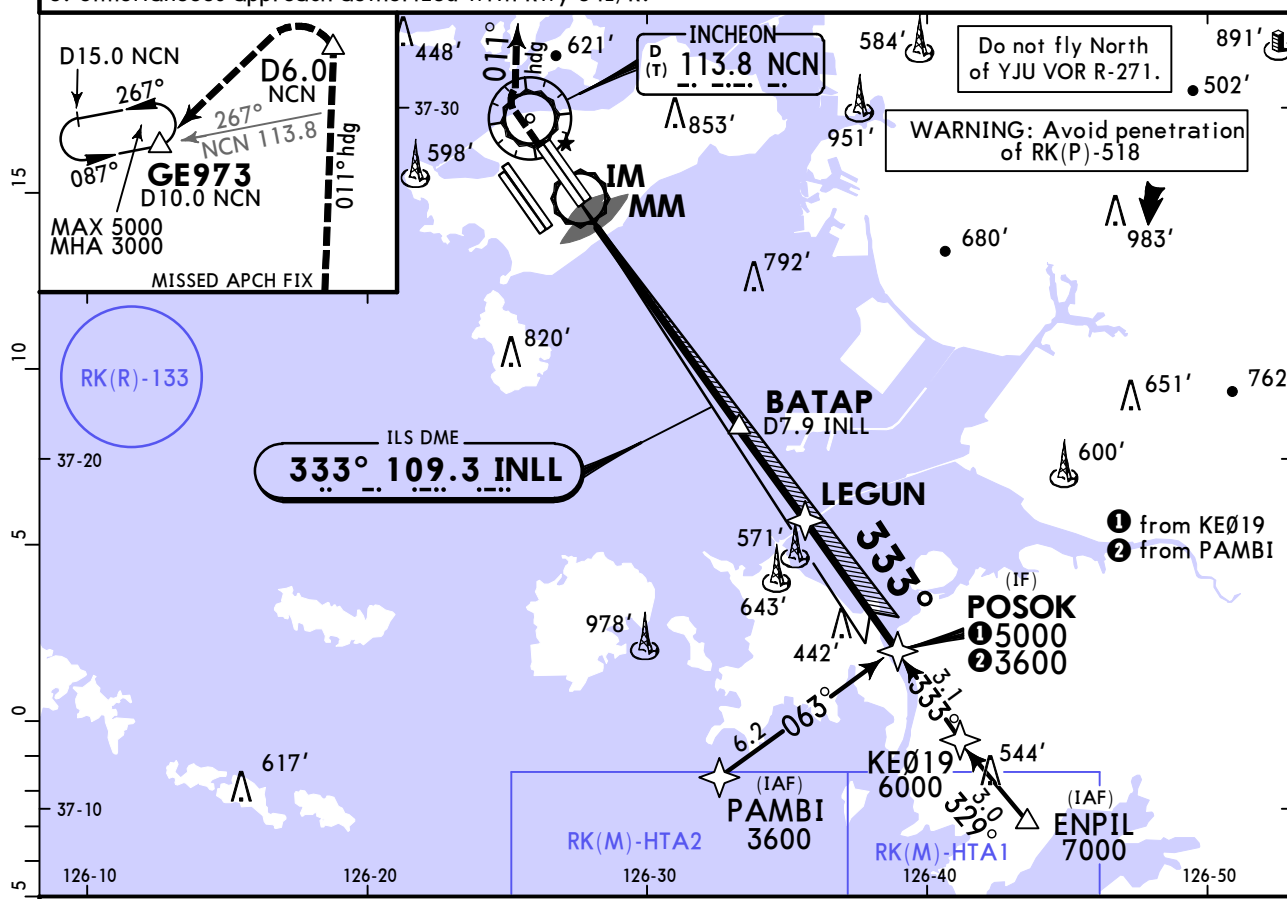 D15.0 NCN
267°
D6.0
NCN
267°
NCN 113.8
087°
GE973
D10.0 NCN
MAX 5000
MHA 3000
011° hdg
MISSED APCH FIX
448'
011°
hdg
621'
INCHEON
D
(T) 113.8 NCN
584'
Do not fly North
of YJU VOR R-271.
891'
502'
37-30
853'
951'
WARNING: Avoid penetration
of RK(P)-518
598'
IM
MM
983'
680'
792'
15
10
5
0
5
820'
RK(R)-133
651'
762
BATAP
D7.9 INLL
ILS DME
333° 109.3 INLL
37-20
600'
LEGUN
333°
571'
643'
1 from KEØ19
2 from PAMBI
(IF)
POSOK
1 5000
2 3600
978'
442'
3.1
333°
6.2
063°
617'
KEØ19
6000
544'
(IAF)
PAMBI
3600
3.0
329°
(IAF)
ENPIL
7000
37-10
RK(M)-HTA2
RK(M)-HTA1
126-10
126-20
126-30
126-40
126-50